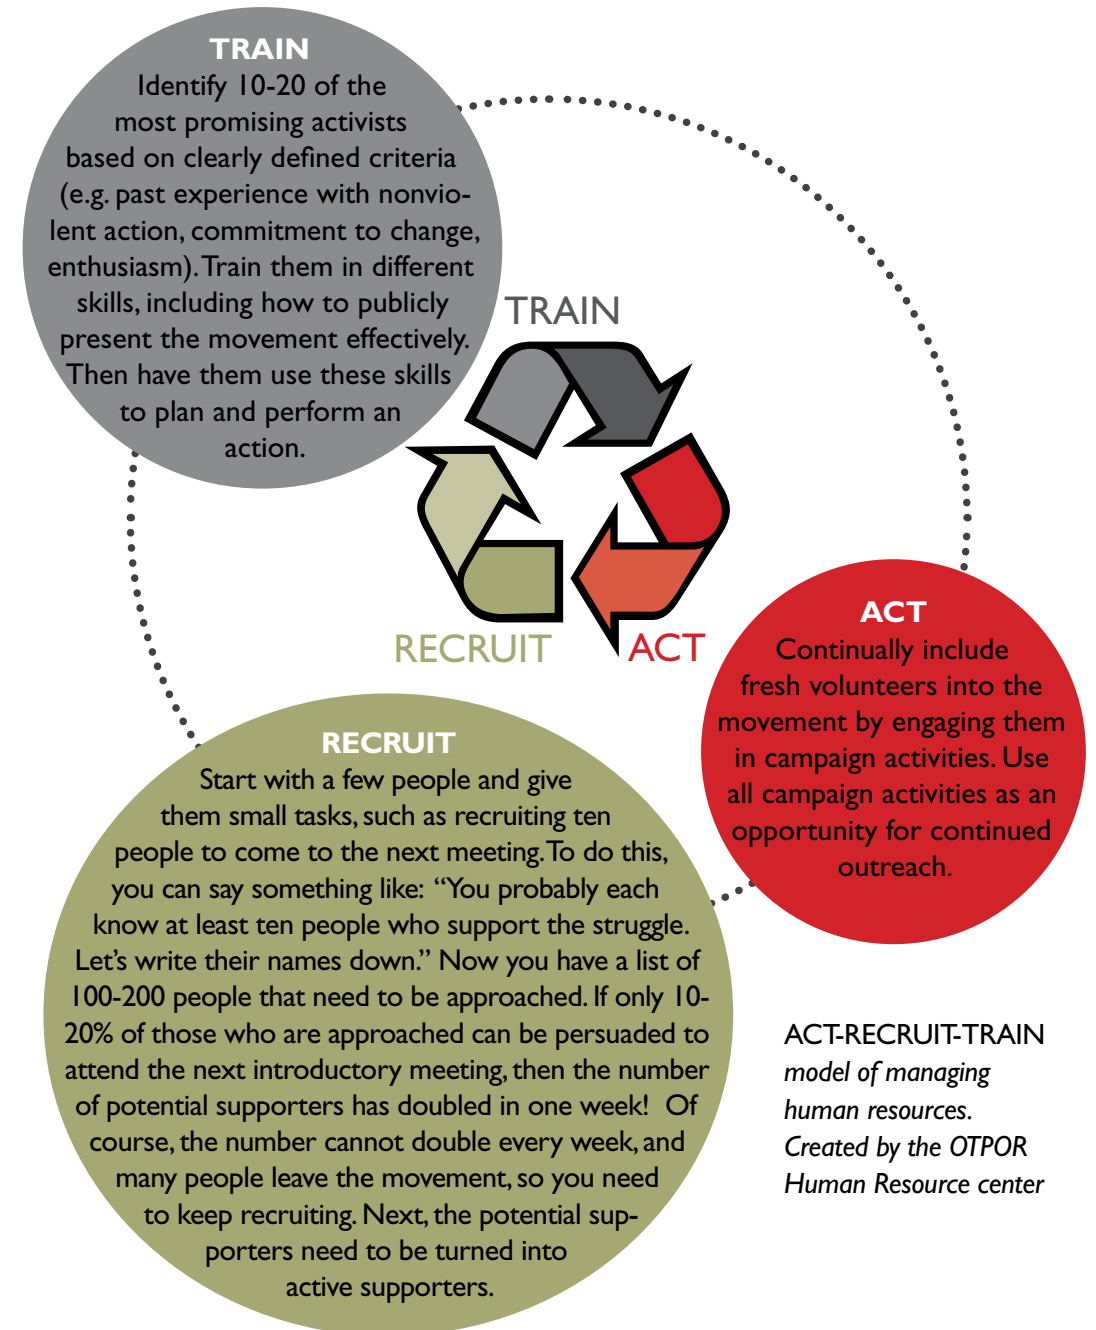 TRAIN
Identify 10-20 of the
most promising activists
based on clearly defined criteria
(e.g. past experience with nonvio-
lent action, commitment to change,
enthusiasm). Train them in different
skills, including how to publicly
present the movement effectively.
Then have them use these skills
to plan and perform an
action.
TRAIN
RECRUIT
ACT
ACT
Continually include
fresh volunteers into the
movement by engaging them
in campaign activities. Use
all campaign activities as an
opportunity for continued
outreach.
RECRUIT
Start with a few people and give
them small tasks, such as recruiting ten
people to come to the next meeting. To do this,
you can say something like: “You probably each
know at least ten people who support the struggle.
Let’s write their names down.” Now you have a list of
100-200 people that need to be approached. If only 10-
20% of those who are approached can be persuaded to
attend the next introductory meeting, then the number
of potential supporters has doubled in one week!  Of
course, the number cannot double every week, and
many people leave the movement, so you need
to keep recruiting. Next, the potential sup-
porters need to be turned into
active supporters.
ACT-RECRUIT-TRAIN
model of managing
human resources.
Created by the OTPOR
Human Resource center